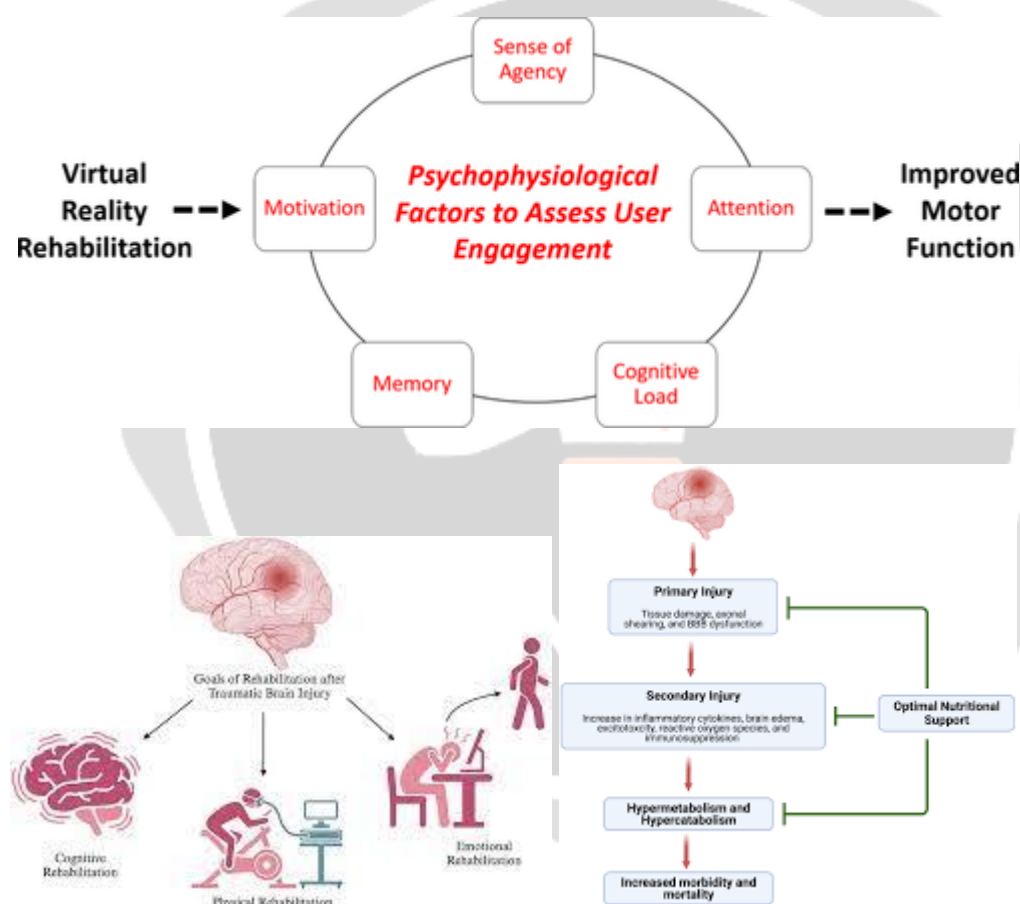 Sense of
Agency
Virtual
Reality
Rehabilitation
Motivation
Psychophysiological
Factors to Assess User
Engagement
Attention
Improved
Motor
Function
Memory
Cognitive
Load
Goals of Rehabilitation after
Traumatic Brain Injury
Cognitive
Rehabilitation
Physical Rehabilitation
Emotional
Rehabilitation
Primary Injury
Tissue damage, axonal
shearing, and BBB dysfunction
Secondary Injury
Increase in inflammatory cytokines, brain edema,
excitotoxicity, reactive oxygen species, and
immunosuppression
Optimal Nutritional
Support
Hypermetabolism and
Hypercatabolism
Increased morbidity and
mortality